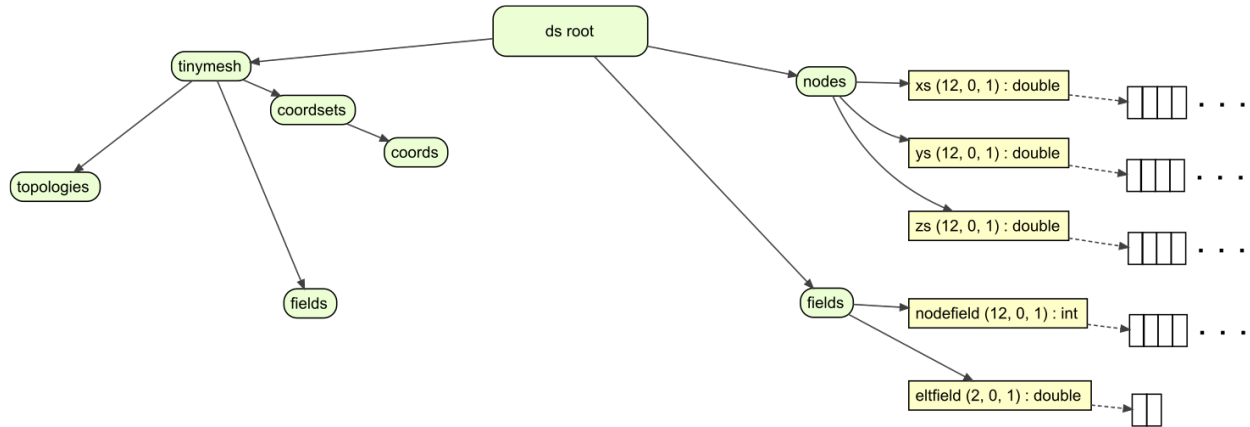 ds root
tinymesh
nodes
xs (12, 0, 1) : double
. . .
coordsets
coords
ys (12, 0, 1) : double
. . .
topologies
zs (12, 0, 1) : double
. . .
fields
fields
nodefield (12, 0, 1) : int
. . .
eltfield (2, 0, 1) : double